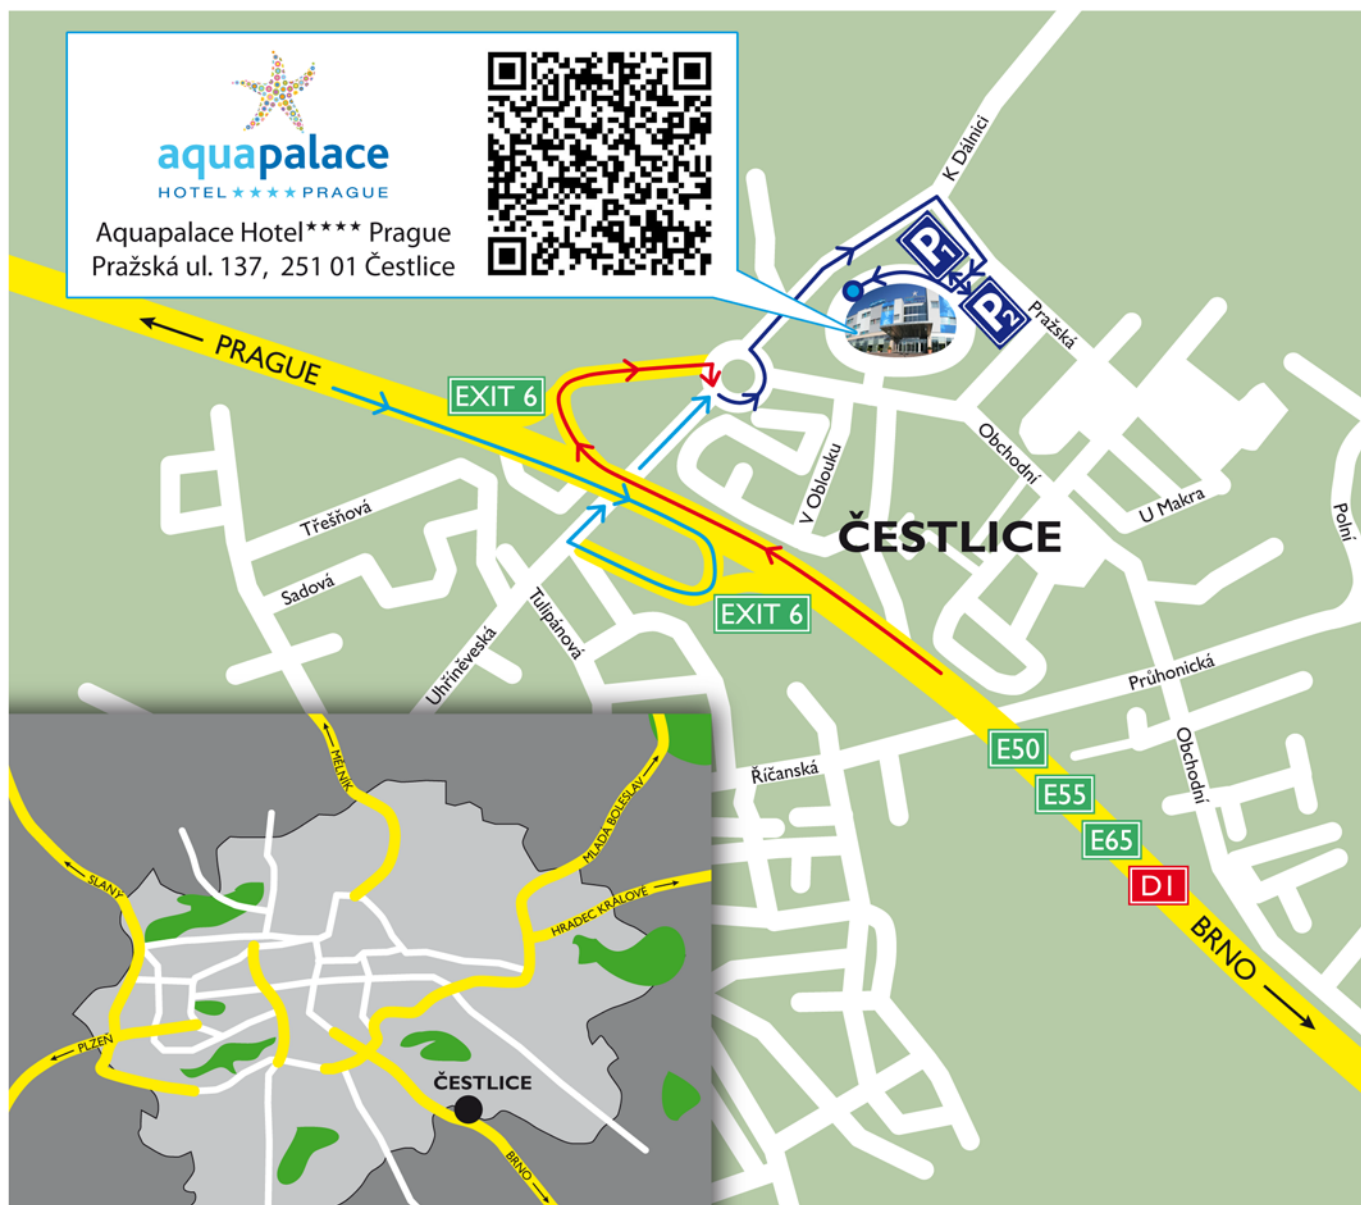 aquapalace
HOTEL ★★★★ PRAGUE
Aquapalace Hotel**** Prague
Pražská ul. 137, 251 01 Čestlice
K Dálnici
P1
P2
Pražská
PRAGUE
EXIT 6
Obchodní
V Oblouku
U Makra
Polní
ČESTLICE
Třešňová
Sadová
Tulipánová
EXIT 6
Uhříněveská
Průhonická
Obchodní
E50
Říčanská
E55
E65
D1
BRNO
MĚLNÍK
MLADÁ BOLESLAV
SLANÝ
HRADEC KRÁLOVÉ
PLZEŇ
ČESTLICE
BRNO